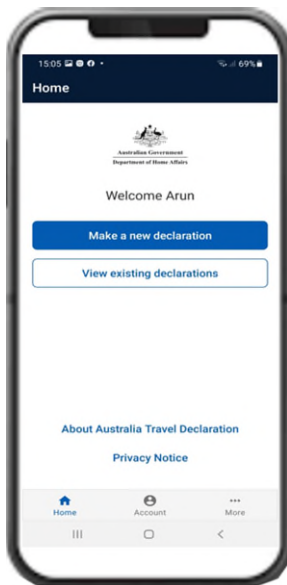 15:05 69%
Home
Australian Government
Department of Home Affairs
Welcome Arun
Make a new declaration
View existing declarations
About Australia Travel Declaration
Privacy Notice
Home Account More